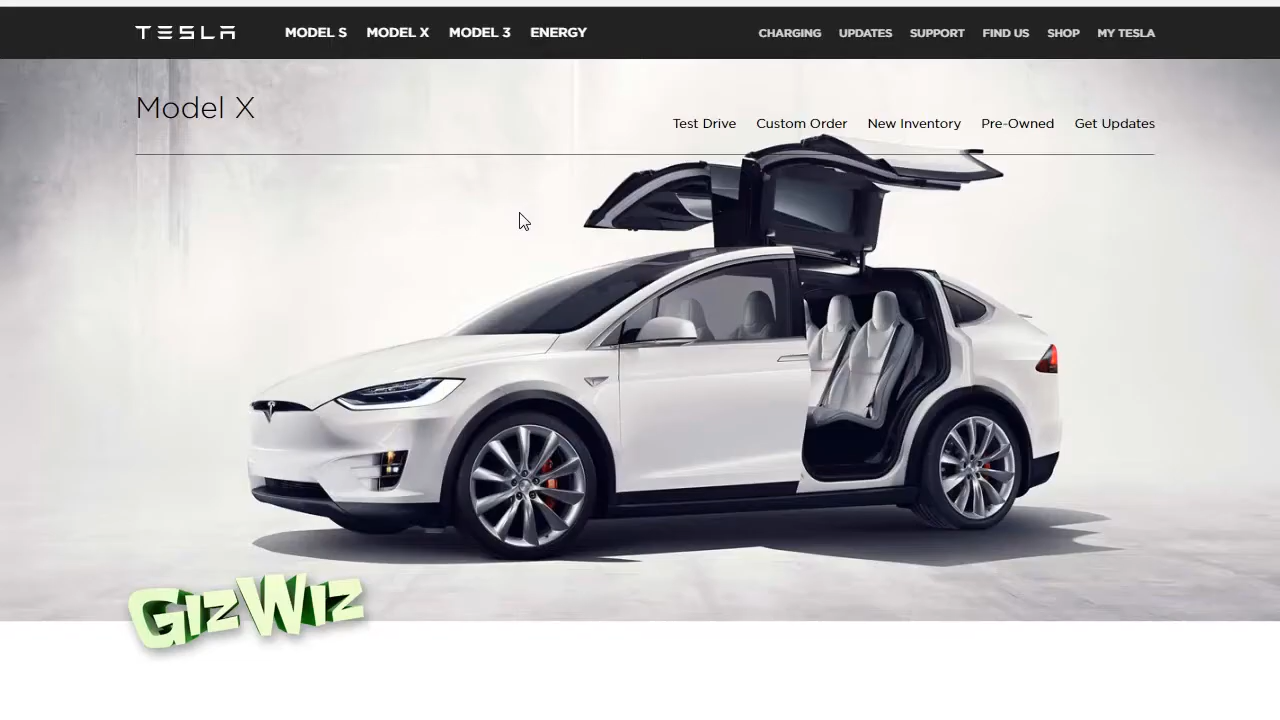 TESLA MODEL S MODEL X MODEL 3 ENERGY CHARGING UPDATES SUPPORT FIND US SHOP MY TESLA
Model X
Test Drive Custom Order New Inventory Pre-Owned Get Updates
GizWiz